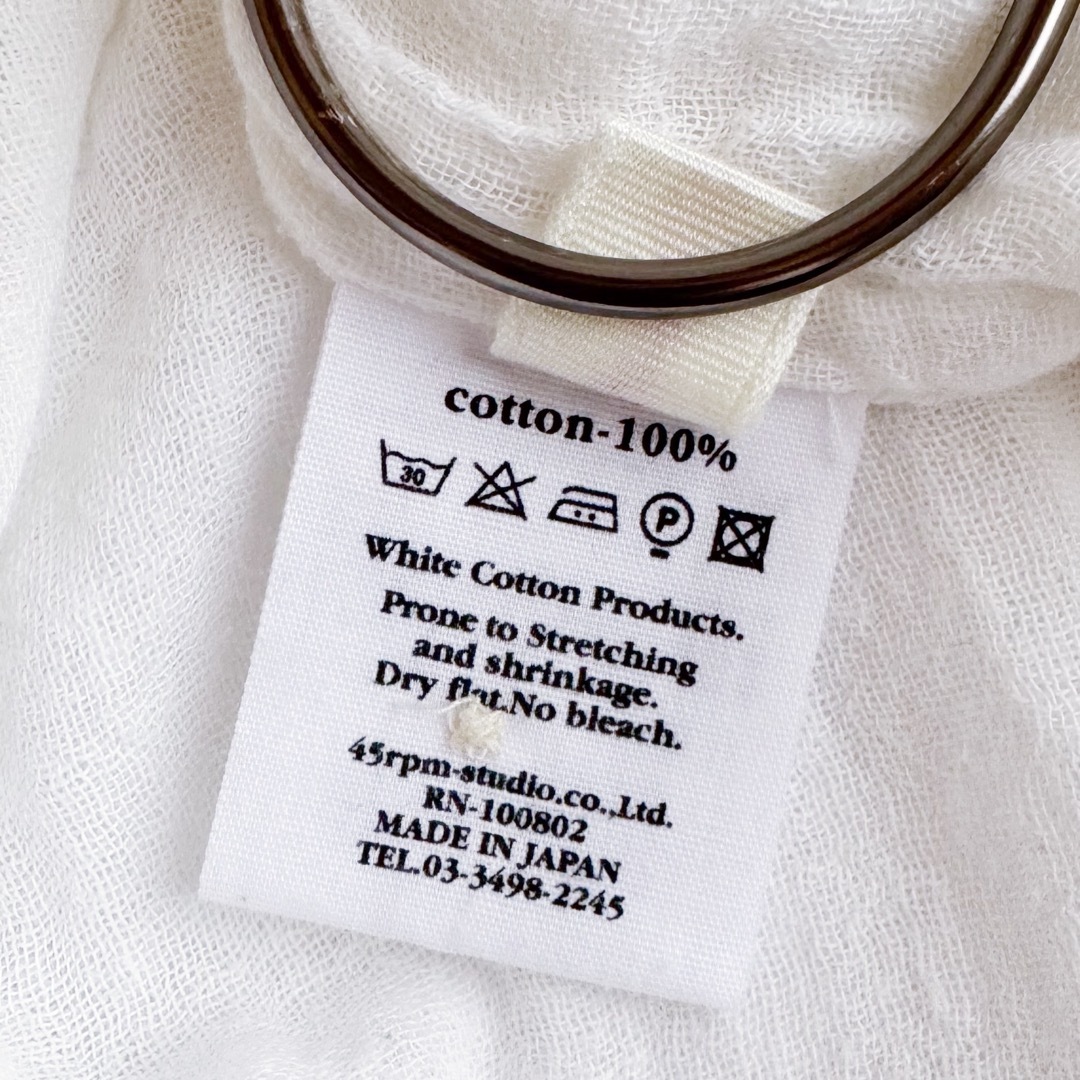 cotton-100%
30
P
White Cotton Products.
Prone to Stretching
and shrinkage.
Dry flat.No bleach.
45rpm-studio.co.,Ltd.
RN-100802
MADE IN JAPAN
TEL.03-3498-2245